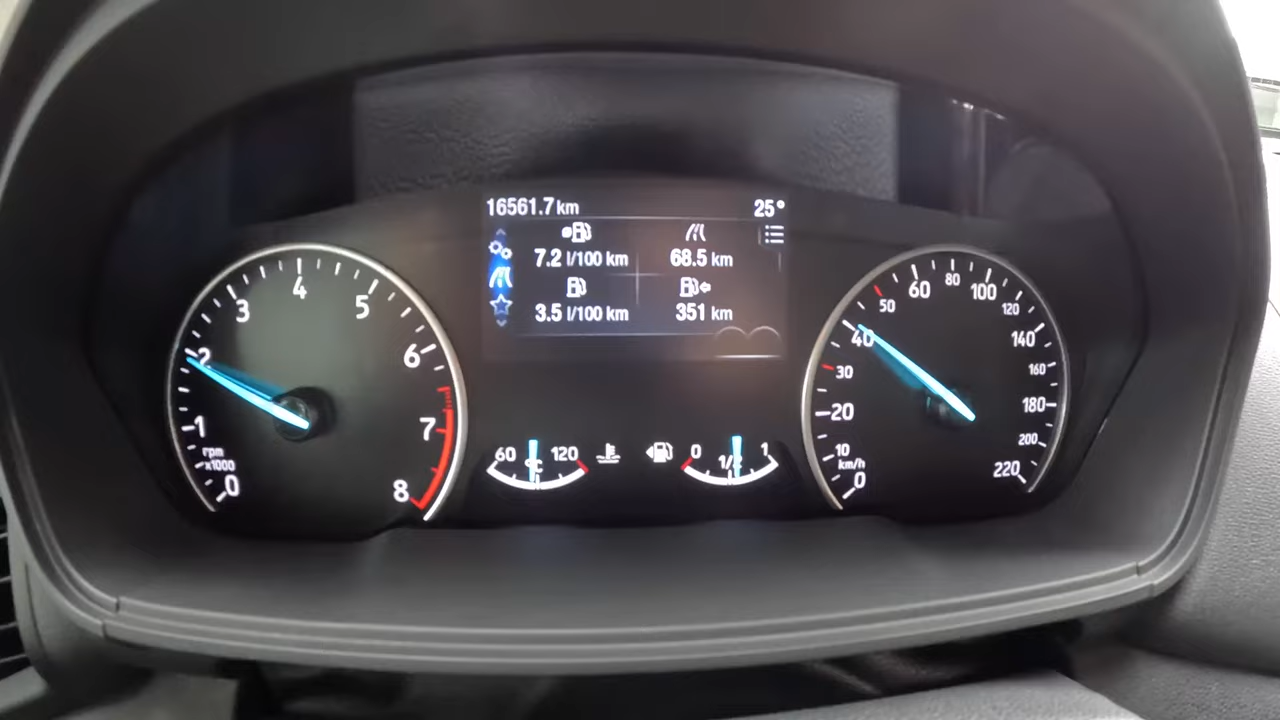 16561.7 km 25°
7.2 l/100 km 68.5 km
3.5 l/100 km 351 km
0 1 2 3 4 5 6 7 8
rpm
x1000
60 120
°C
0 1/2 1
0 10 20 30 40 50 60 80 100 120 140 160 180 200 220
km/h